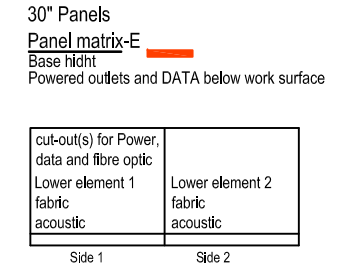 30" Panels
Panel matrix-E
Base hidht
Powered outlets and DATA below work surface
cut-out(s) for Power,
data and fibre optic
Lower element 1
fabric
acoustic
Lower element 2
fabric
acoustic
Side 1
Side 2